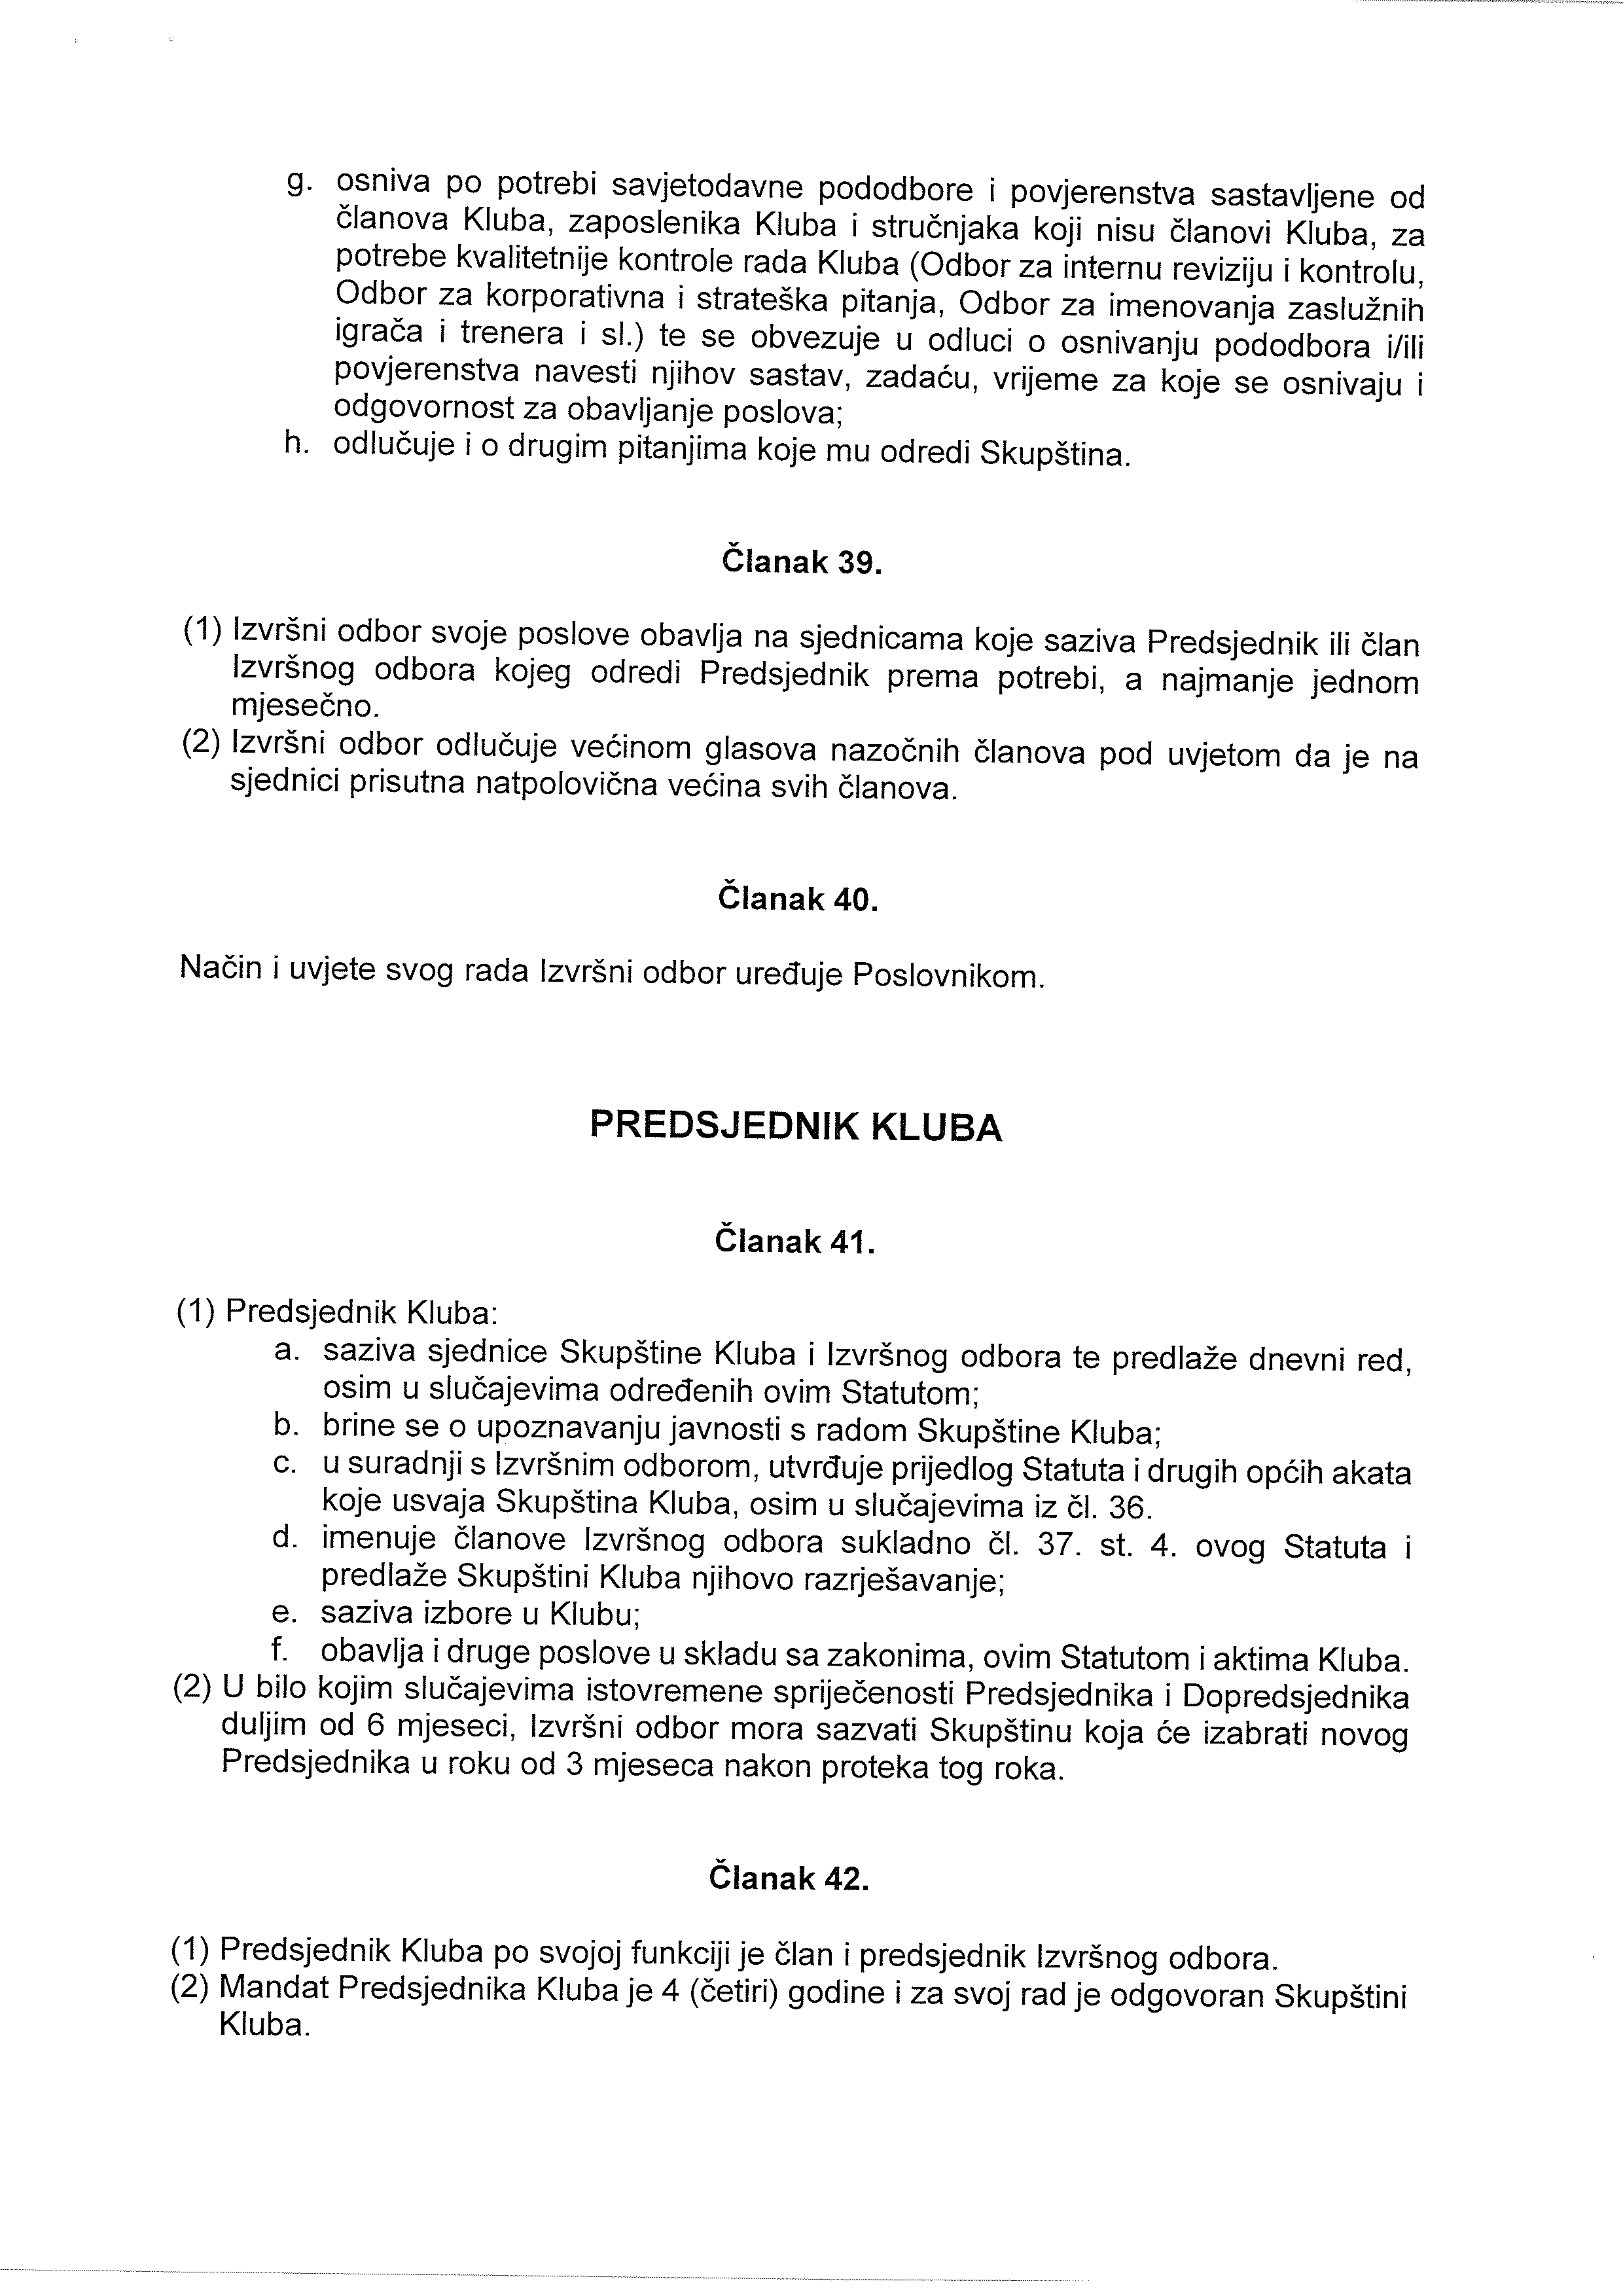 g. osniva po potrebi savjetodavne pododbore i povjerenstva sastavljene od
članova Kluba, zaposlenika Kluba i stručnjaka koji nisu članovi Kluba, za
potrebe kvalitetnije kontrole rada Kluba (Odbor za internu reviziju i kontrolu,
Odbor za korporativna i strateška pitanja, Odbor za imenovanja zaslužnih
igrača i trenera i sl.) te se obvezuje u odluci o osnivanju pododbora i/ili
povjerenstva navesti njihov sastav, zadaću, vrijeme za koje se osnivaju i
odgovornost za obavljanje poslova;
h. odlučuje i o drugim pitanjima koje mu odredi Skupština.
Članak 39.
(1) Izvršni odbor svoje poslove obavlja na sjednicama koje saziva Predsjednik ili član
Izvršnog odbora kojeg odredi Predsjednik prema potrebi, a najmanje jednom
mjesečno.
(2) Izvršni odbor odlučuje većinom glasova nazočnih članova pod uvjetom da je na
sjednici prisutna natpolovična većina svih članova.
Članak 40.
Način i uvjete svog rada Izvršni odbor uređuje Poslovnikom.
PREDSJEDNIK KLUBA
Članak 41.
(1) Predsjednik Kluba:
a. saziva sjednice Skupštine Kluba i Izvršnog odbora te predlaže dnevni red,
osim u slučajevima određenih ovim Statutom;
b. brine se o upoznavanju javnosti s radom Skupštine Kluba;
c. u suradnji s Izvršnim odborom, utvrđuje prijedlog Statuta i drugih općih akata
koje usvaja Skupština Kluba, osim u slučajevima iz čl. 36.
d. imenuje članove Izvršnog odbora sukladno čl. 37. st. 4. ovog Statuta i
predlaže Skupštini Kluba njihovo razrješavanje;
e. saziva izbore u Klubu;
f. obavlja i druge poslove u skladu sa zakonima, ovim Statutom i aktima Kluba.
(2) U bilo kojim slučajevima istovremene spriječenosti Predsjednika i Dopredsjednika
duljim od 6 mjeseci, Izvršni odbor mora sazvati Skupštinu koja će izabrati novog
Predsjednika u roku od 3 mjeseca nakon proteka tog roka.
Članak 42.
(1) Predsjednik Kluba po svojoj funkciji je član i predsjednik Izvršnog odbora.
(2) Mandat Predsjednika Kluba je 4 (četiri) godine i za svoj rad je odgovoran Skupštini
Kluba.